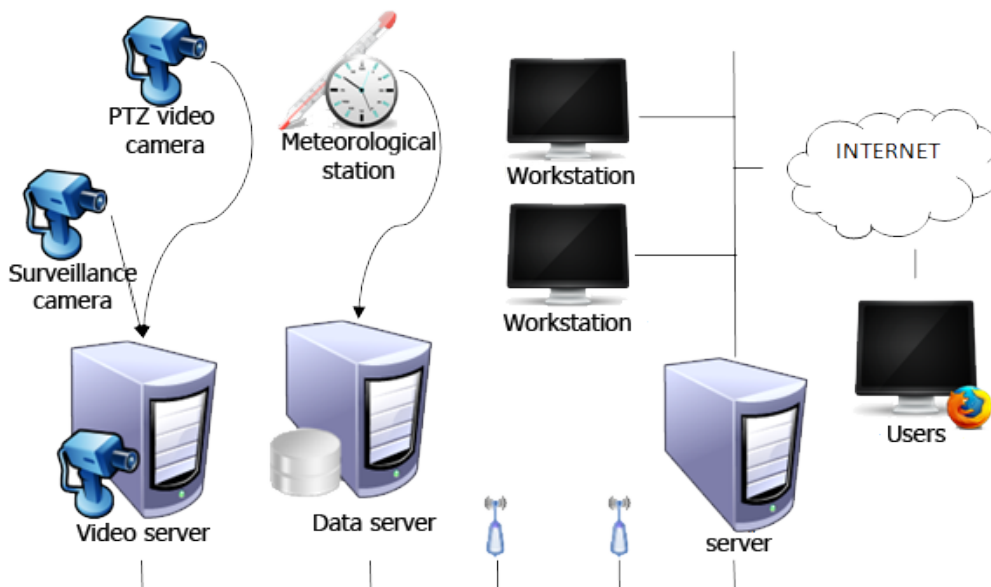 PTZ video
camera
Meteorological
station
Workstation
INTERNET
Surveillance
camera
Workstation
Users
Video server
Data server
server